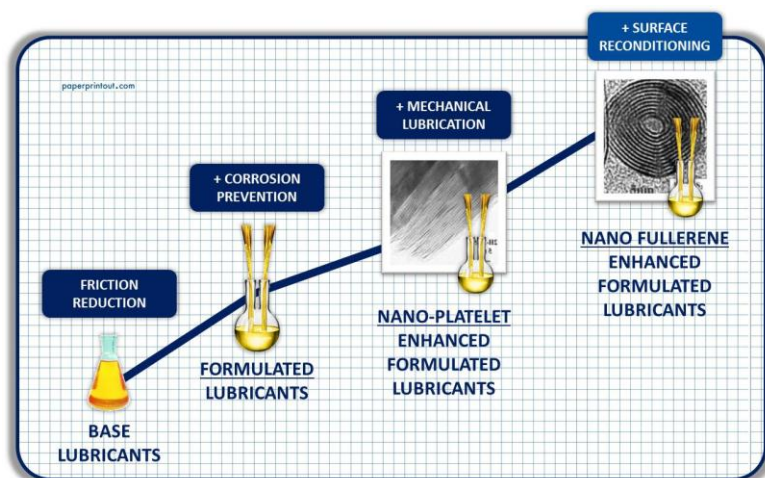 + SURFACE
RECONDITIONING
paperprintout.com
+ MECHANICAL
LUBRICATION
+ CORROSION
PREVENTION
FRICTION
REDUCTION
NANO FULLERENE
ENHANCED
FORMULATED
LUBRICANTS
NANO-PLATELET
ENHANCED
FORMULATED
LUBRICANTS
FORMULATED
LUBRICANTS
BASE
LUBRICANTS